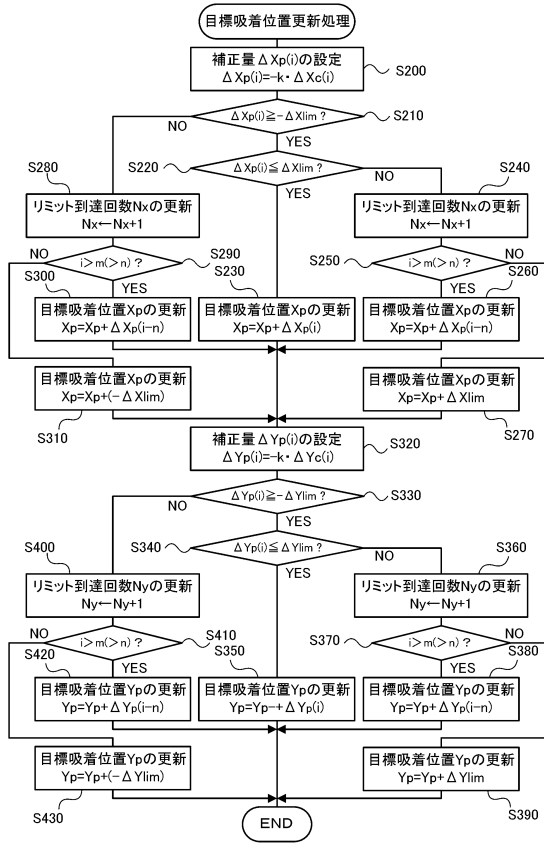 目標吸着位置更新処理
補正量ΔXp(i)の設定
ΔXp(i)=-k・ΔXc(i)
S200
ΔXp(i)≧-ΔXlim?
S210
NO
YES
S220
ΔXp(i)≦ΔXlim?
NO
YES
S280
リミット到達回数Nxの更新
Nx←Nx+1
S240
リミット到達回数Nxの更新
Nx←Nx+1
NO
i>m(>n)?
S290
YES
S300
目標吸着位置Xpの更新
Xp=Xp+ΔXp(i-n)
S230
目標吸着位置Xpの更新
Xp=Xp+ΔXp(i)
S250
i>m(>n)?
NO
YES
S260
目標吸着位置Xpの更新
Xp=Xp+ΔXp(i-n)
目標吸着位置Xpの更新
Xp=Xp+(-ΔXlim)
S310
目標吸着位置Xpの更新
Xp=Xp+ΔXlim
S270
補正量ΔYp(i)の設定
ΔYp(i)=-k・ΔYc(i)
S320
ΔYp(i)≧-ΔYlim?
S330
NO
YES
S340
ΔYp(i)≦ΔYlim?
NO
YES
S400
リミット到達回数Nyの更新
Ny←Ny+1
S360
リミット到達回数Nyの更新
Ny←Ny+1
NO
i>m(>n)?
S410
YES
S420
目標吸着位置Ypの更新
Yp=Yp+ΔYp(i-n)
S350
目標吸着位置Ypの更新
Yp=Yp-+ΔYp(i)
S370
i>m(>n)?
NO
YES
S380
目標吸着位置Ypの更新
Yp=Yp+ΔYp(i-n)
目標吸着位置Ypの更新
Yp=Yp+(-ΔYlim)
S430
目標吸着位置Ypの更新
Yp=Yp+ΔYlim
S390
END